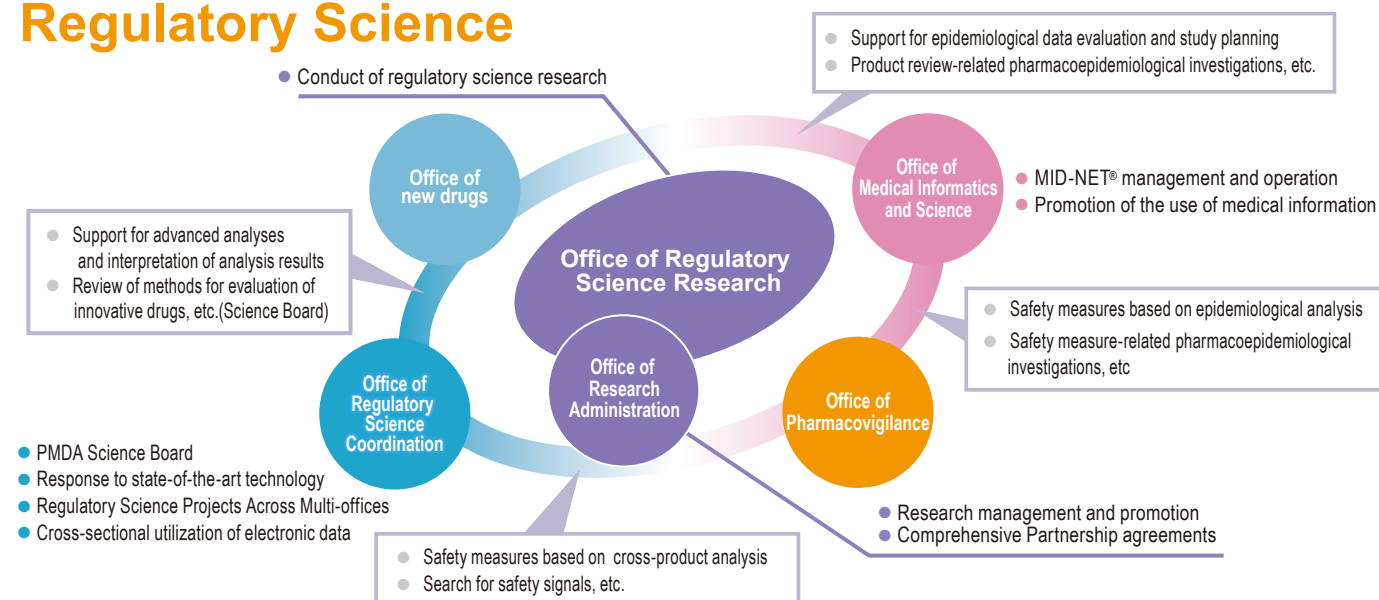 Regulatory Science
Support for epidemiological data evaluation and study planning
Product review-related pharmacoepidemiological investigations, etc.
Conduct of regulatory science research
Office of
new drugs
Office of
Medical Informatics
and Science
MID-NET® management and operation
Promotion of the use of medical information
Support for advanced analyses
and interpretation of analysis results
Review of methods for evaluation of
innovative drugs, etc.(Science Board)
Office of Regulatory
Science Research
Safety measures based on epidemiological analysis
Safety measure-related pharmacoepidemiological
investigations, etc
Office of
Research
Administration
Office of
Regulatory
Science
Coordination
Office of
Pharmacovigilance
PMDA Science Board
Response to state-of-the-art technology
Regulatory Science Projects Across Multi-offices
Cross-sectional utilization of electronic data
Research management and promotion
Comprehensive Partnership agreements
Safety measures based on cross-product analysis
Search for safety signals, etc.